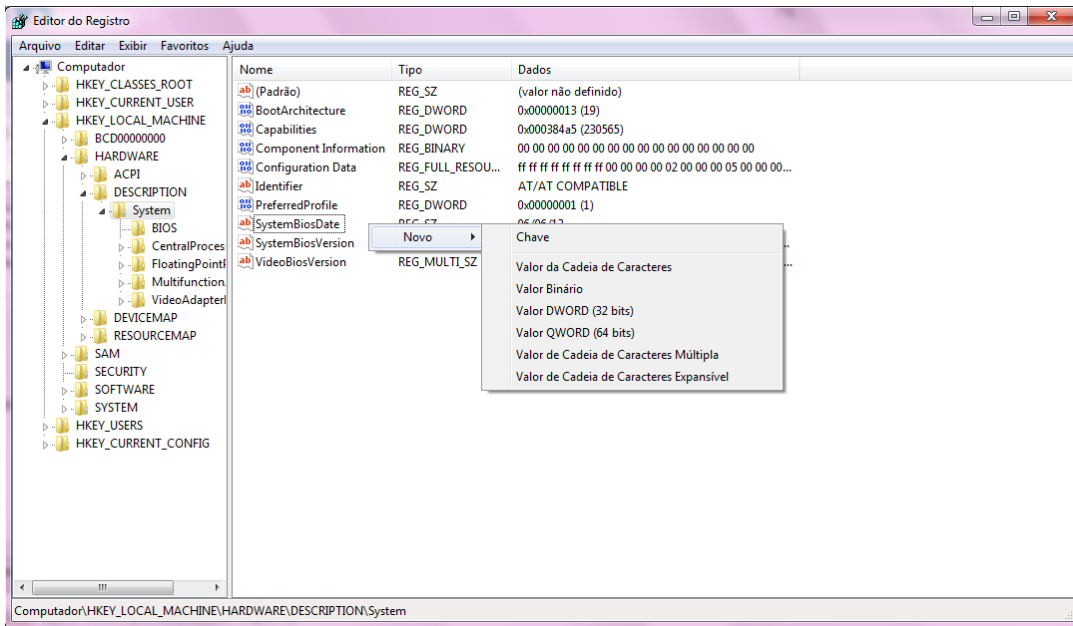 Editor do Registro
Arquivo Editar Exibir Favoritos Ajuda
Computador
HKEY_CLASSES_ROOT
HKEY_CURRENT_USER
HKEY_LOCAL_MACHINE
BCD00000000
HARDWARE
ACPI
DESCRIPTION
System
BIOS
CentralProces
FloatingPointF
Multifunction
VideoAdapterI
DEVICEMAP
RESOURCEMAP
SAM
SECURITY
SOFTWARE
SYSTEM
HKEY_USERS
HKEY_CURRENT_CONFIG
Nome Tipo Dados
(Padrão) REG_SZ (valor não definido)
BootArchitecture REG_DWORD 0x00000013 (19)
Capabilities REG_DWORD 0x000384a5 (230565)
Component Information REG_BINARY 00 00 00 00 00 00 00 00 00 00 00 00 00 00 00 00
Configuration Data REG_FULL_RESOU... ff ff ff ff ff ff ff ff 00 00 00 00 02 00 00 00 05 00 00 00...
Identifier REG_SZ AT/AT COMPATIBLE
PreferredProfile REG_DWORD 0x00000001 (1)
SystemBiosDate REG_SZ 06/06/12
SystemBiosVersion
VideoBiosVersion REG_MULTI_SZ
Novo
Chave
Valor da Cadeia de Caracteres
Valor Binário
Valor DWORD (32 bits)
Valor QWORD (64 bits)
Valor de Cadeia de Caracteres Múltipla
Valor de Cadeia de Caracteres Expansível
Computador\HKEY_LOCAL_MACHINE\HARDWARE\DESCRIPTION\System